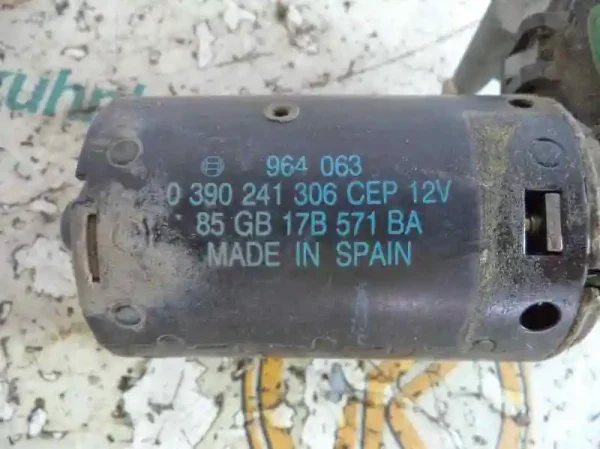 964 063
0 390 241 306 CEP 12V
85 GB 17B 571 BA
MADE IN SPAIN